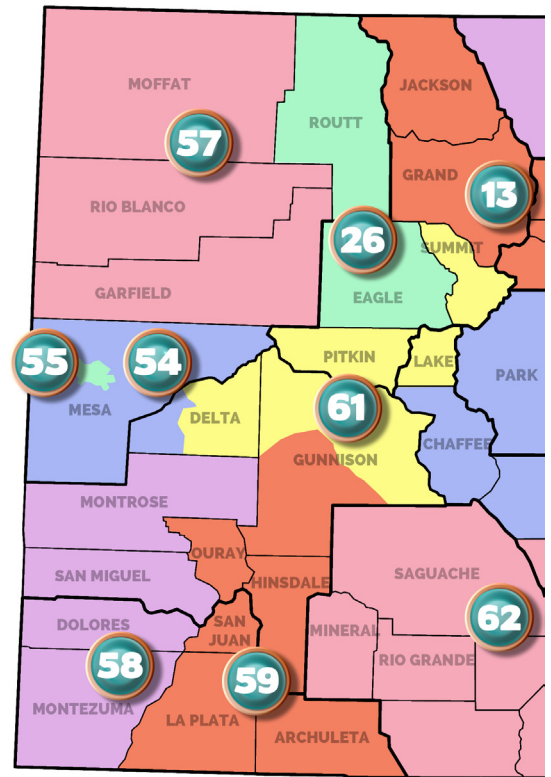 JACKSON
MOFFAT
ROUTT
57
GRAND
13
RIO BLANCO
26
SUMMIT
GARFIELD
EAGLE
55
54
PITKIN
LAKE
PARK
MESA
DELTA
61
CHAFFEE
GUNNISON
MONTROSE
OURAY
SAN MIGUEL
HINSDALE
SAGUACHE
DOLORES
SAN
JUAN
MINERAL
62
RIO GRANDE
58
59
MONTEZUMA
LA PLATA
ARCHULETA